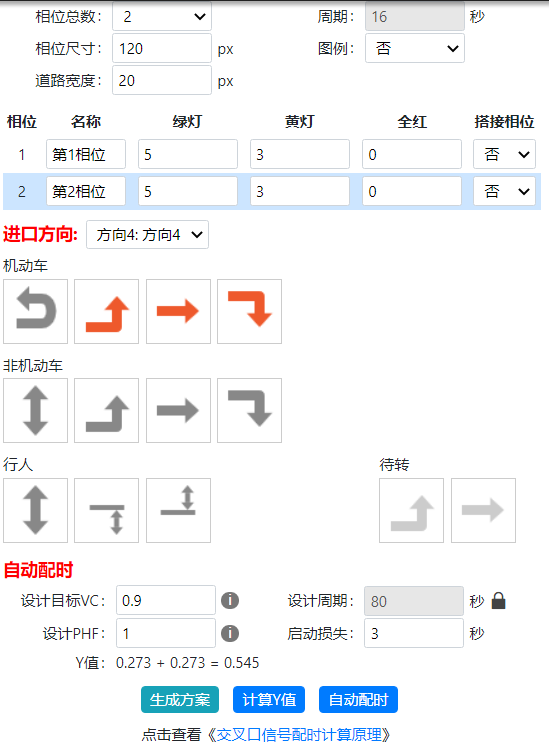 相位总数: 2 周期: 16 秒
相位尺寸: 120 px 图例: 否
道路宽度: 20 px
相位 名称 绿灯 黄灯 全红 搭接相位
1 第1相位 5 3 0 否
2 第2相位 5 3 0 否
进口方向: 方向4: 方向4
机动车
非机动车
行人 待转
自动配时
设计目标VC: 0.9 i 设计周期: 80 秒
设计PHF: 1 i 启动损失: 3 秒
Y值: 0.273 + 0.273 = 0.545
生成方案 计算Y值 自动配时
点击查看《交叉口信号配时计算原理》